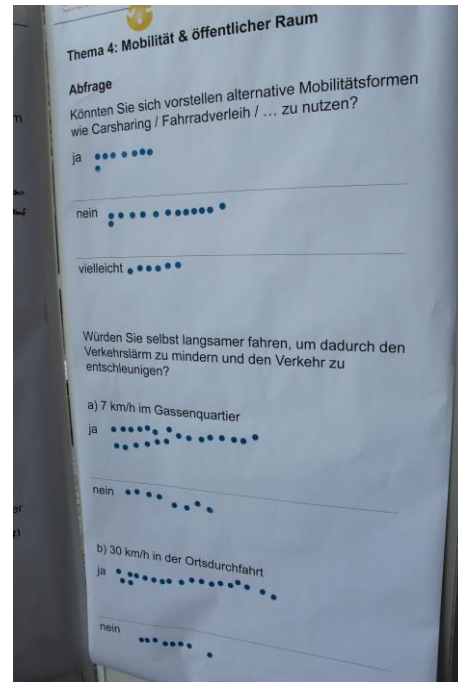 Thema 4: Mobilität & öffentlicher Raum
Abfrage
Könnten Sie sich vorstellen alternative Mobilitätsformen
wie Carsharing / Fahrradverleih / … zu nutzen?
ja
nein
vielleicht
Würden Sie selbst langsamer fahren, um dadurch den
Verkehrslärm zu mindern und den Verkehr zu
entschleunigen?
a) 7 km/h im Gassenquartier
ja
nein
b) 30 km/h in der Ortsdurchfahrt
ja
nein